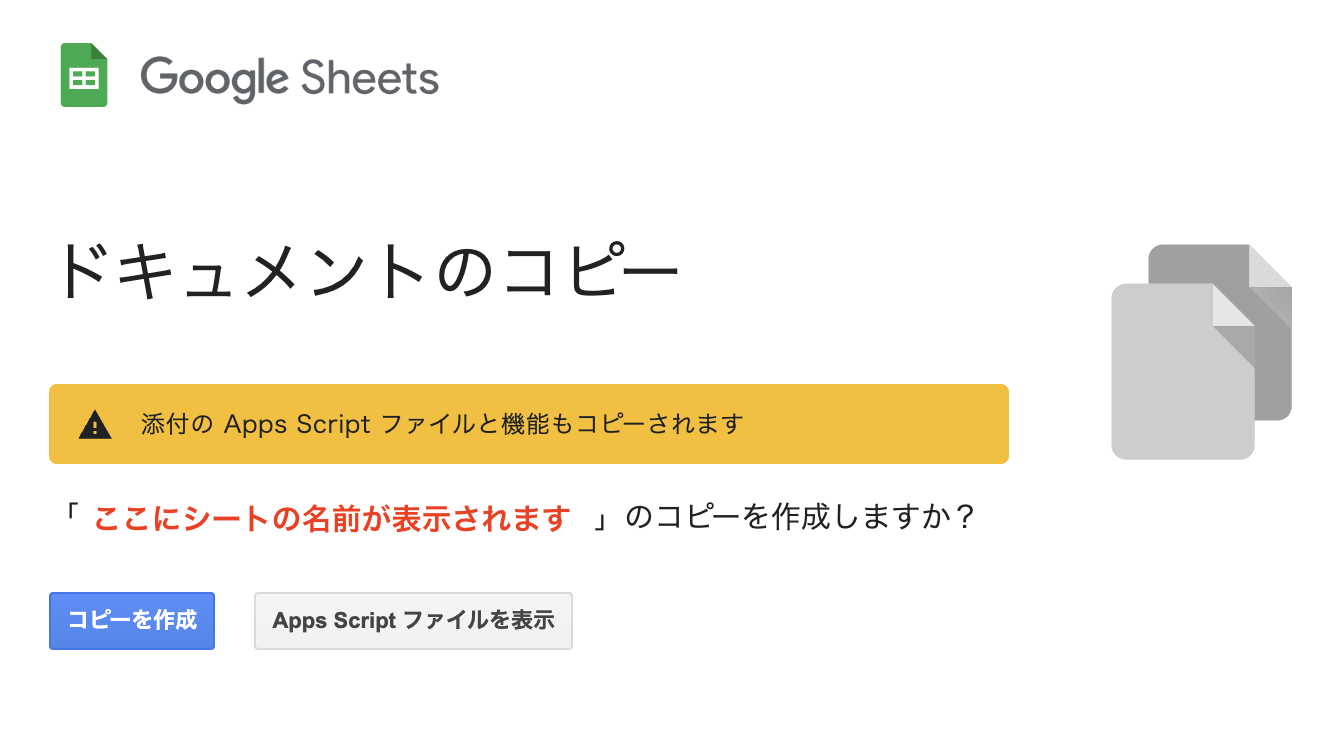 Google Sheets
ドキュメントのコピー
添付の Apps Script ファイルと機能もコピーされます
「 ここにシートの名前が表示されます 」のコピーを作成しますか？
コピーを作成
Apps Script ファイルを表示